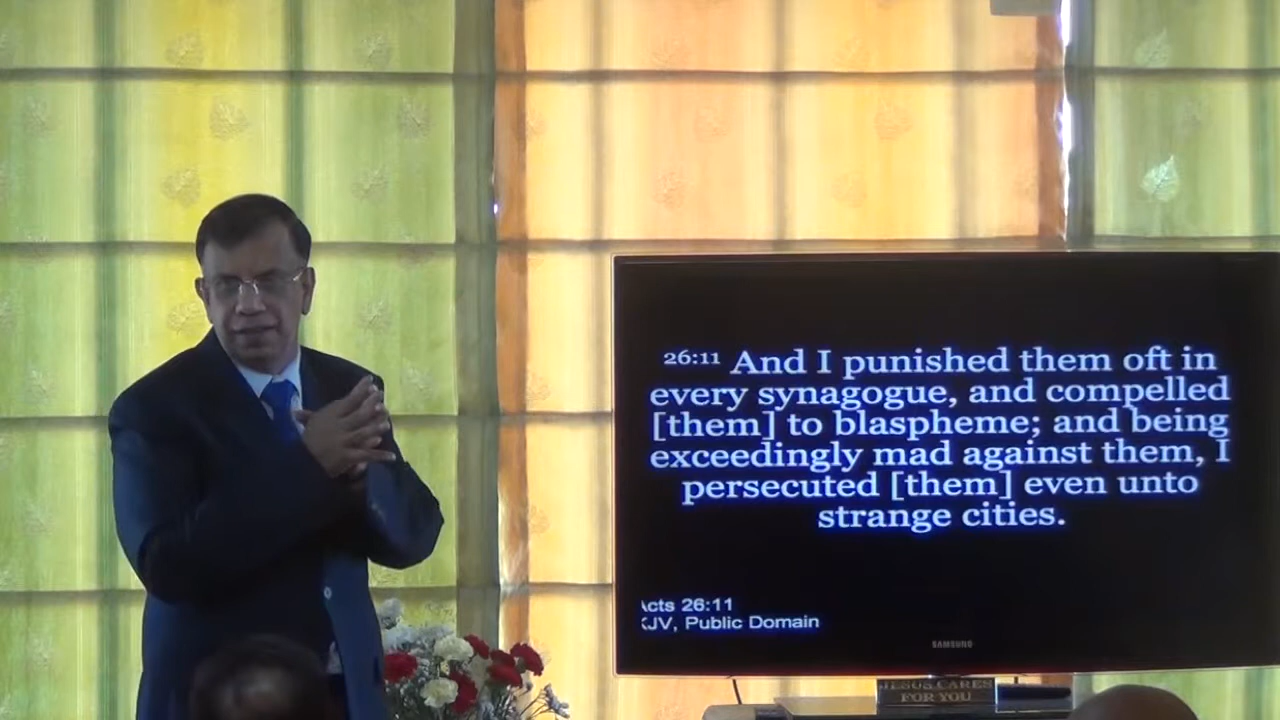 26:11 And I punished them oft in
every synagogue, and compelled
[them] to blaspheme; and being
exceedingly mad against them, I
persecuted [them] even unto
strange cities.
Acts 26:11
KJV, Public Domain
SAMSUNG
JESUS CARES
FOR YOU